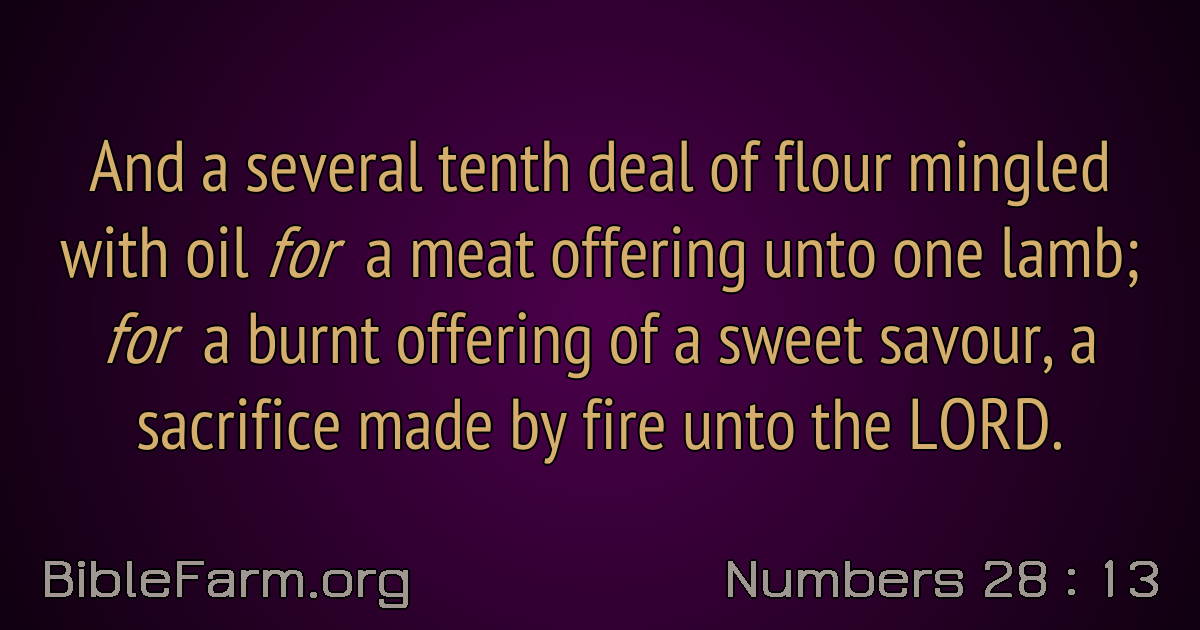 And a several tenth deal of flour mingled
with oil for a meat offering unto one lamb;
for a burnt offering of a sweet savour, a
sacrifice made by fire unto the LORD.
BibleFarm.org
Numbers 28 : 13